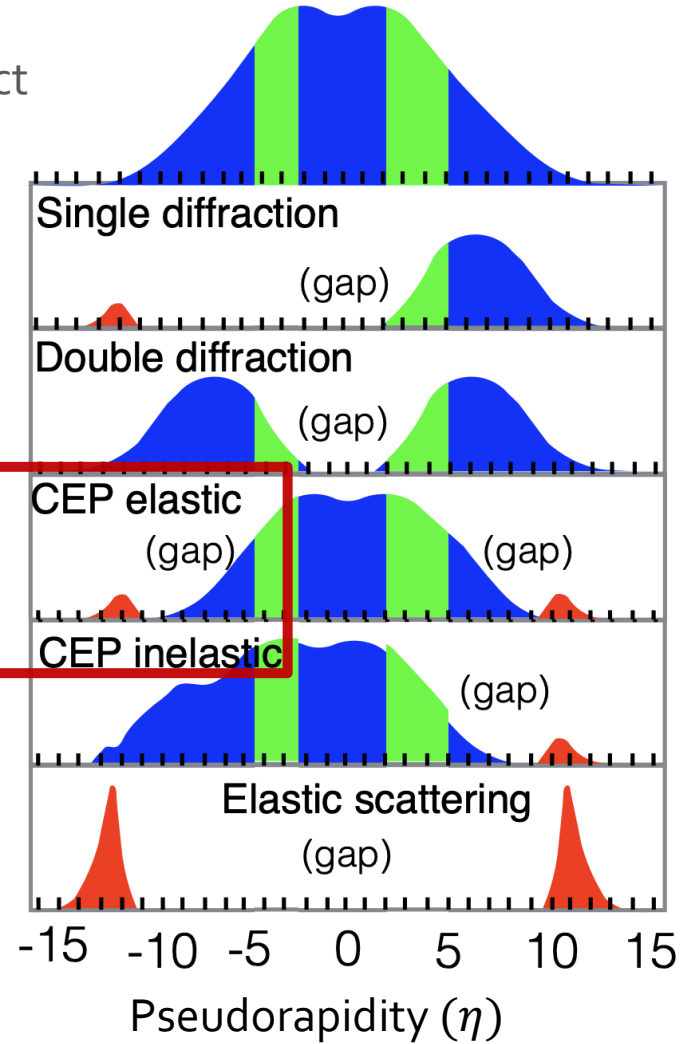 ct
Single diffraction
(gap)
Double diffraction
(gap)
CEP elastic
(gap) (gap)
CEP inelastic
(gap)
Elastic scattering
(gap)
-15 -10 -5 0 5 10 15
Pseudorapidity (η)